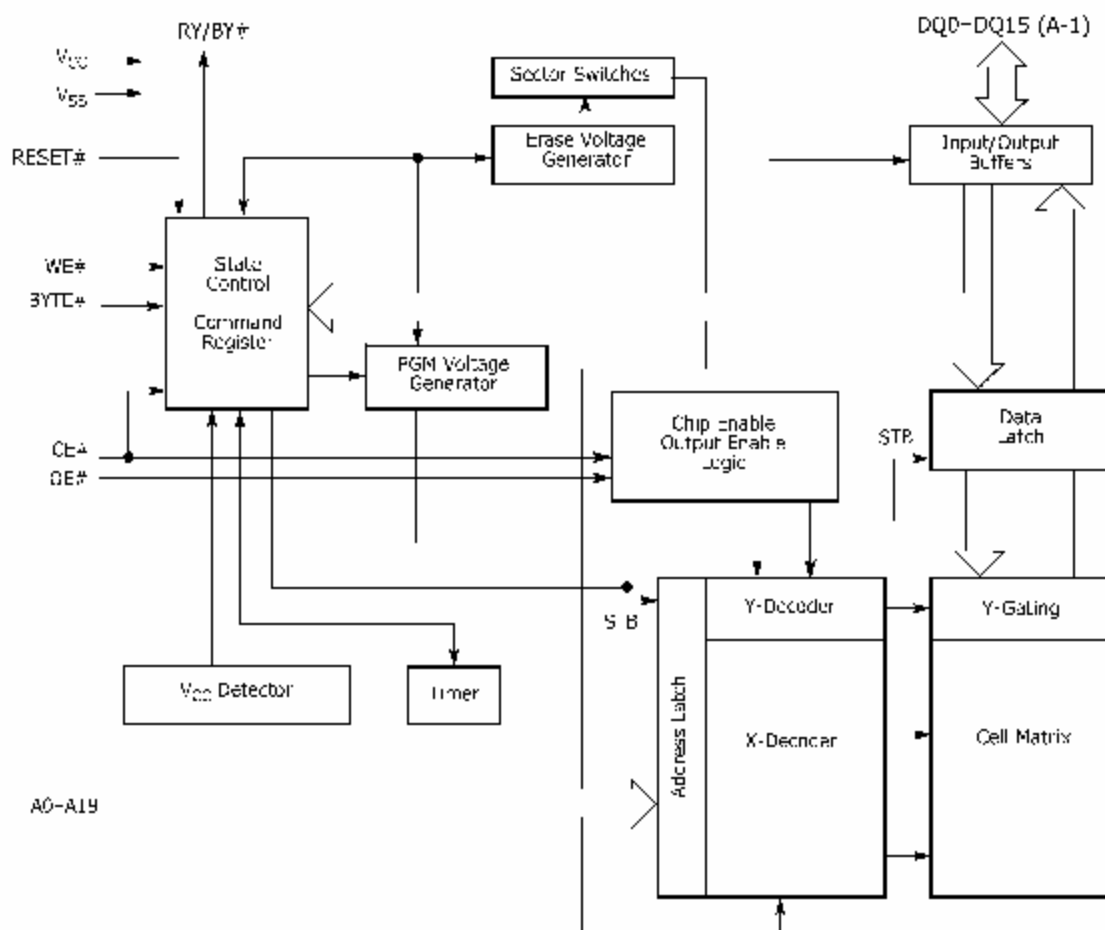 RY/BY#
DQ0–DQ15 (A-1)
VCC
VSS
Sector Switches
RESET#
Erase Voltage
Generator
Input/Output
Buffers
WE#
BYTE#
State
Control
Command
Register
PGM Voltage
Generator
Chip Enable
Output Enable
Logic
STB
Data
Latch
CE#
OE#
Y-Decoder
Y-Gating
STB
VCC Detector
Timer
Address Latch
X-Decoder
Cell Matrix
A0–A19